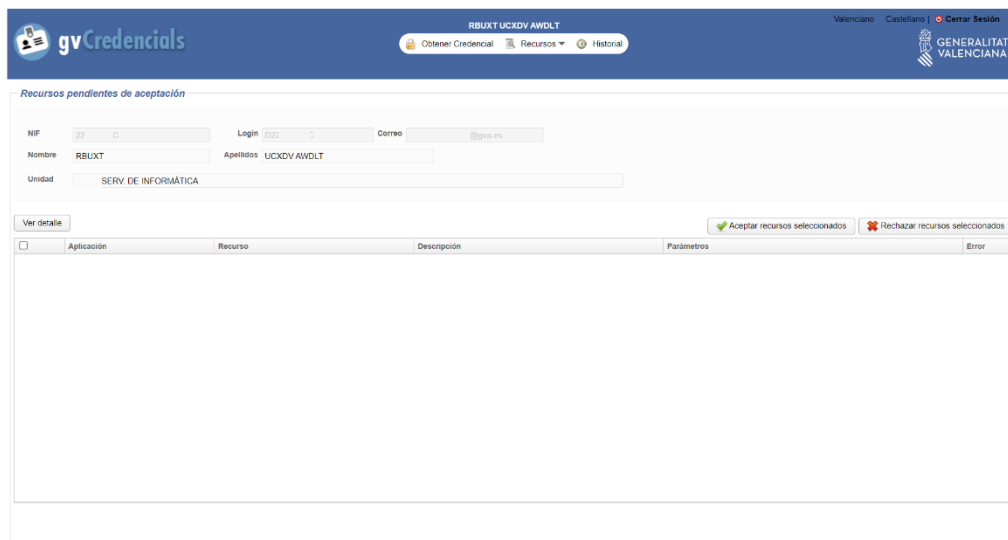 Valenciano Castellano | Cerrar Sesión
gvCredencials
RBUXT UCXDV AWDLT
Obtener Credencial Recursos Historial
GENERALITAT
VALENCIANA
Recursos pendientes de aceptación
NIF 22 Login Correo @gva.es
Nombre RBUXT Apellidos UCXDV AWDLT
Unidad SERV. DE INFORMÁTICA
Ver detalle Aceptar recursos seleccionados Rechazar recursos seleccionados
Aplicación Recurso Descripción Parámetros Error